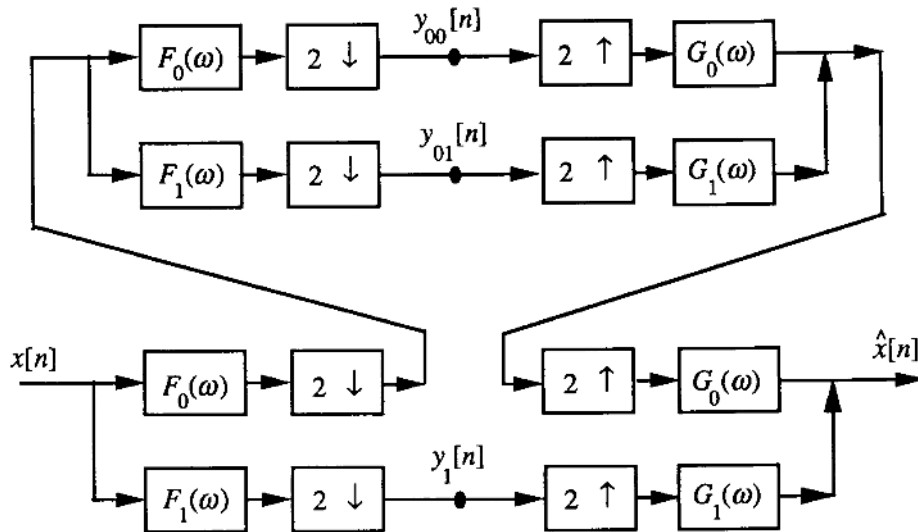 F₀(ω) 2 ↓ y₀₀[n] 2 ↑ G₀(ω)
F₁(ω) 2 ↓ y₀₁[n] 2 ↑ G₁(ω)
x[n] F₀(ω) 2 ↓ 2 ↑ G₀(ω) x̂[n]
F₁(ω) 2 ↓ y₁[n] 2 ↑ G₁(ω)